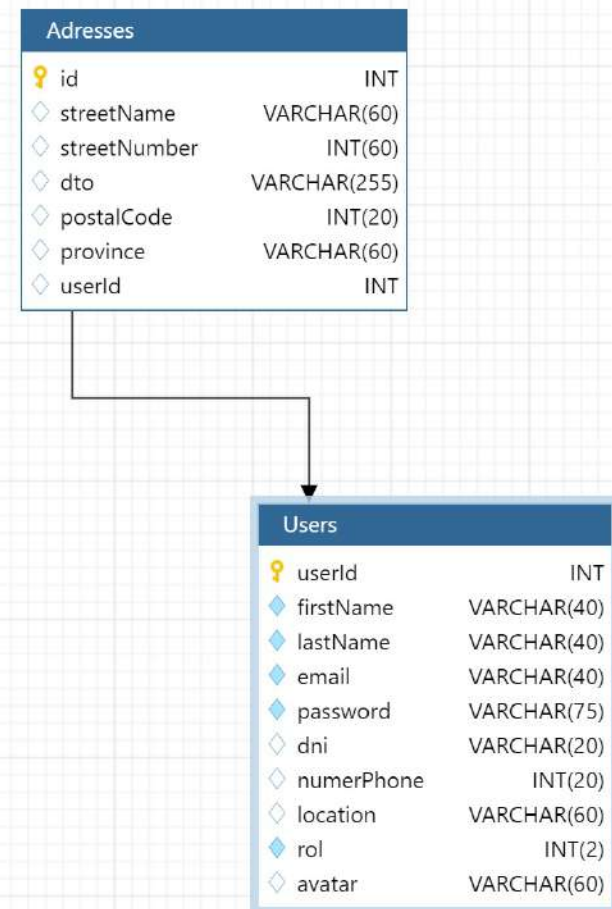 Adresses
id INT
streetName VARCHAR(60)
streetNumber INT(60)
dto VARCHAR(255)
postalCode INT(20)
province VARCHAR(60)
userId INT
Users
userId INT
firstName VARCHAR(40)
lastName VARCHAR(40)
email VARCHAR(40)
password VARCHAR(75)
dni VARCHAR(20)
numerPhone INT(20)
location VARCHAR(60)
rol INT(2)
avatar VARCHAR(60)